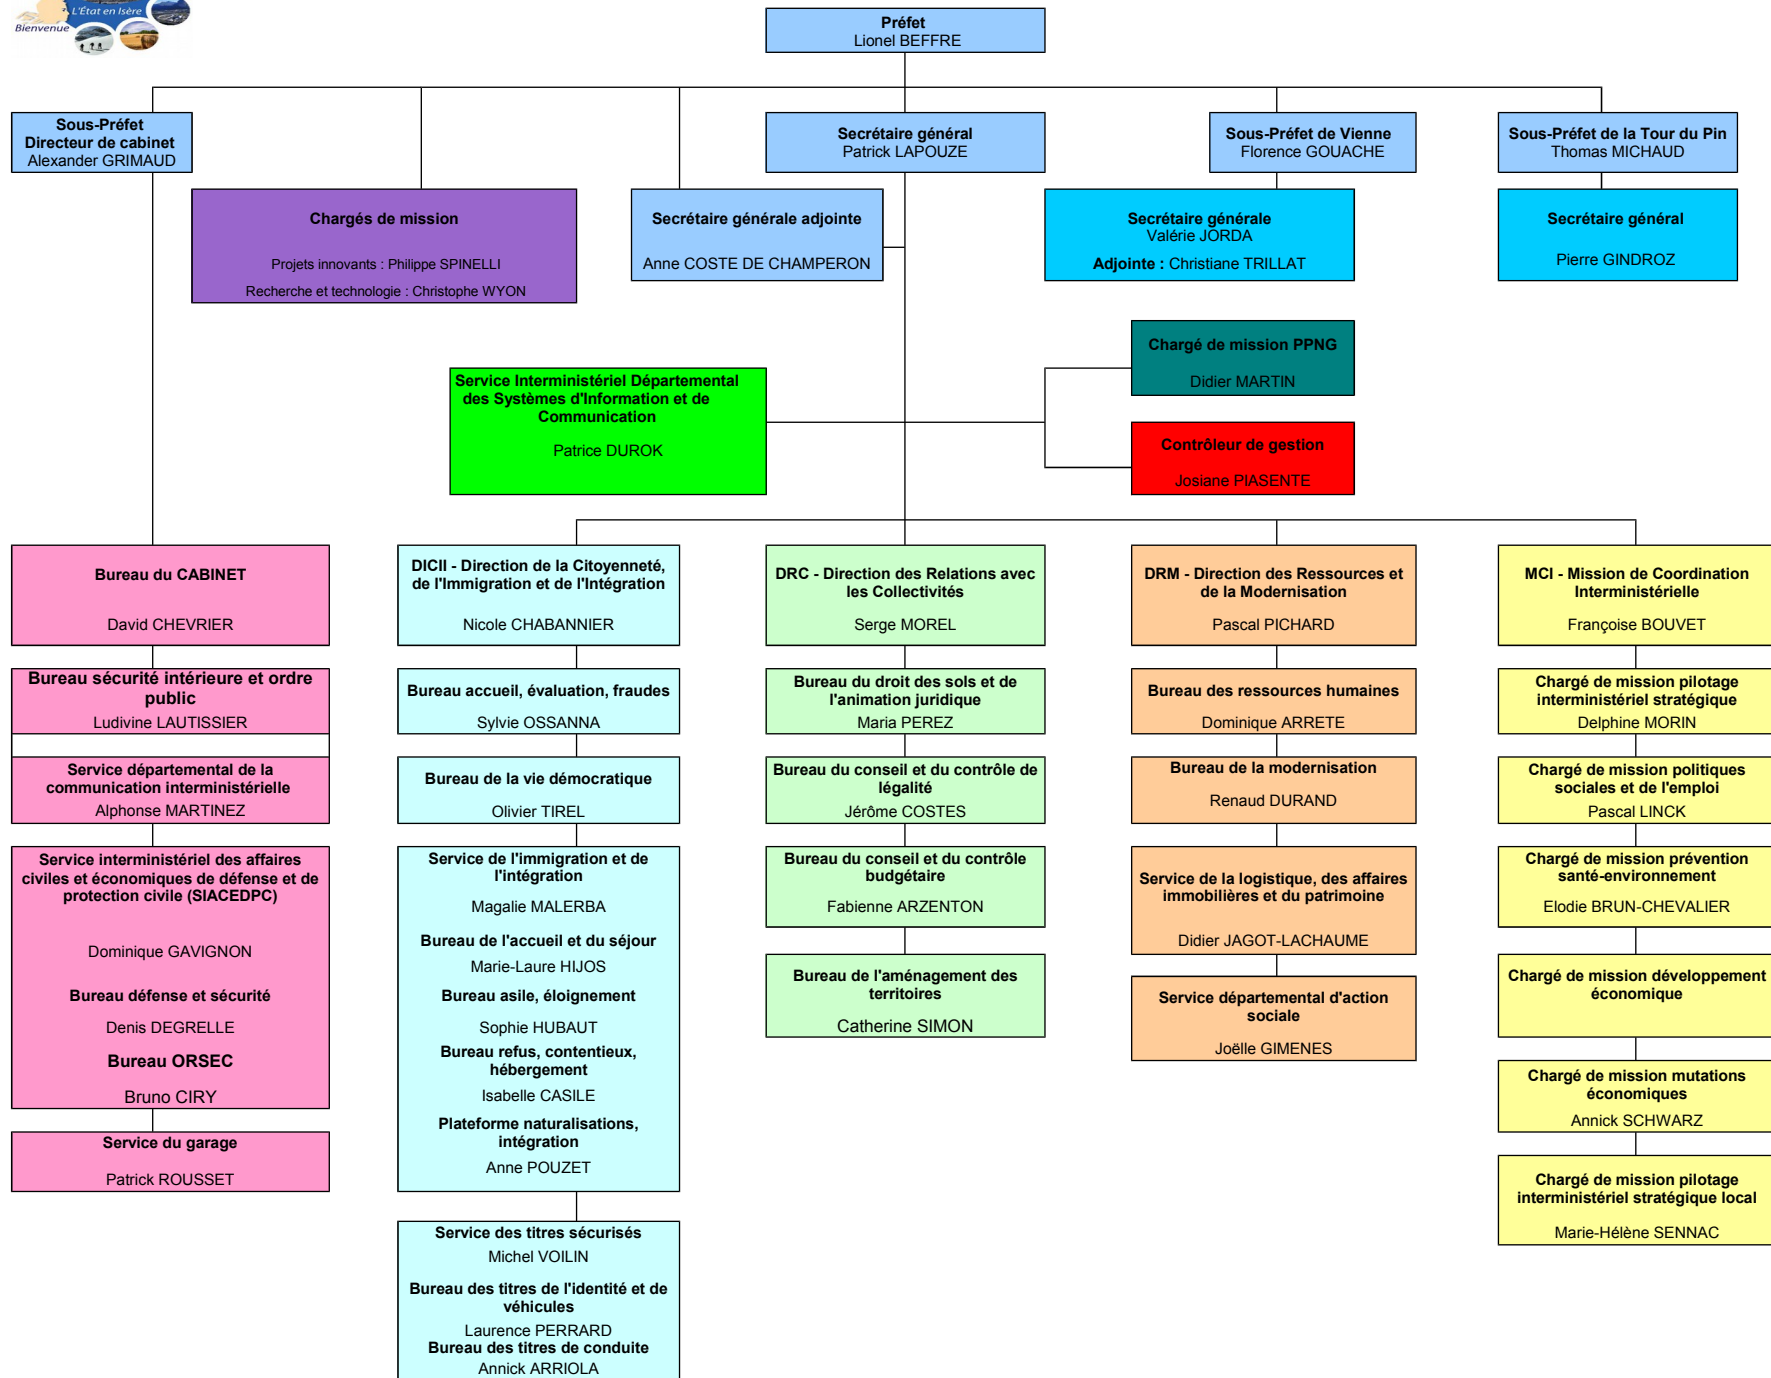 L'État en Isère
Bienvenue
Préfet
Lionel BEFFRE
Sous-Préfet
Directeur de cabinet
Alexander GRIMAUD
Secrétaire général
Patrick LAPOUZE
Sous-Préfet de Vienne
Florence GOUACHE
Sous-Préfet de la Tour du Pin
Thomas MICHAUD
Chargés de mission
Projets innovants : Philippe SPINELLI
Recherche et technologie : Christophe WYON
Secrétaire générale adjointe
Anne COSTE DE CHAMPERON
Secrétaire générale
Valérie JORDA
Adjointe : Christiane TRILLAT
Secrétaire général
Pierre GINDROZ
Chargé de mission PPNG
Didier MARTIN
Service Interministériel Départemental
des Systèmes d'Information et de
Communication
Patrice DUROK
Contrôleur de gestion
Josiane PIASENTE
Bureau du CABINET
David CHEVRIER
Bureau sécurité intérieure et ordre
public
Ludivine LAUTISSIER
Service départemental de la
communication interministérielle
Alphonse MARTINEZ
Service interministériel des affaires
civiles et économiques de défense et de
protection civile (SIACEDPC)
Dominique GAVIGNON
Bureau défense et sécurité
Denis DEGRELLE
Bureau ORSEC
Bruno CIRY
Service du garage
Patrick ROUSSET
DICII - Direction de la Citoyenneté,
de l'Immigration et de l'Intégration
Nicole CHABANNIER
Bureau accueil, évaluation, fraudes
Sylvie OSSANNA
Bureau de la vie démocratique
Olivier TIREL
Service de l'immigration et de
l'intégration
Magalie MALERBA
Bureau de l'accueil et du séjour
Marie-Laure HIJOS
Bureau asile, éloignement
Sophie HUBAUT
Bureau refus, contentieux,
hébergement
Isabelle CASILE
Plateforme naturalisations,
intégration
Anne POUZET
Service des titres sécurisés
Michel VOILIN
Bureau des titres de l'identité et de
véhicules
Laurence PERRARD
Bureau des titres de conduite
Annick ARRIOLA
DRC - Direction des Relations avec
les Collectivités
Serge MOREL
Bureau du droit des sols et de
l'animation juridique
Maria PEREZ
Bureau du conseil et du contrôle de
légalité
Jérôme COSTES
Bureau du conseil et du contrôle
budgétaire
Fabienne ARZENTON
Bureau de l'aménagement des
territoires
Catherine SIMON
DRM - Direction des Ressources et
de la Modernisation
Pascal PICHARD
Bureau des ressources humaines
Dominique ARRETE
Bureau de la modernisation
Renaud DURAND
Service de la logistique, des affaires
immobilières et du patrimoine
Didier JAGOT-LACHAUME
Service départemental d'action
sociale
Joëlle GIMENES
MCI - Mission de Coordination
Interministérielle
Françoise BOUVET
Chargé de mission pilotage
interministériel stratégique
Delphine MORIN
Chargé de mission politiques
sociales et de l'emploi
Pascal LINCK
Chargé de mission prévention
santé-environnement
Elodie BRUN-CHEVALIER
Chargé de mission développement
économique
Chargé de mission mutations
économiques
Annick SCHWARZ
Chargé de mission pilotage
interministériel stratégique local
Marie-Hélène SENNAC